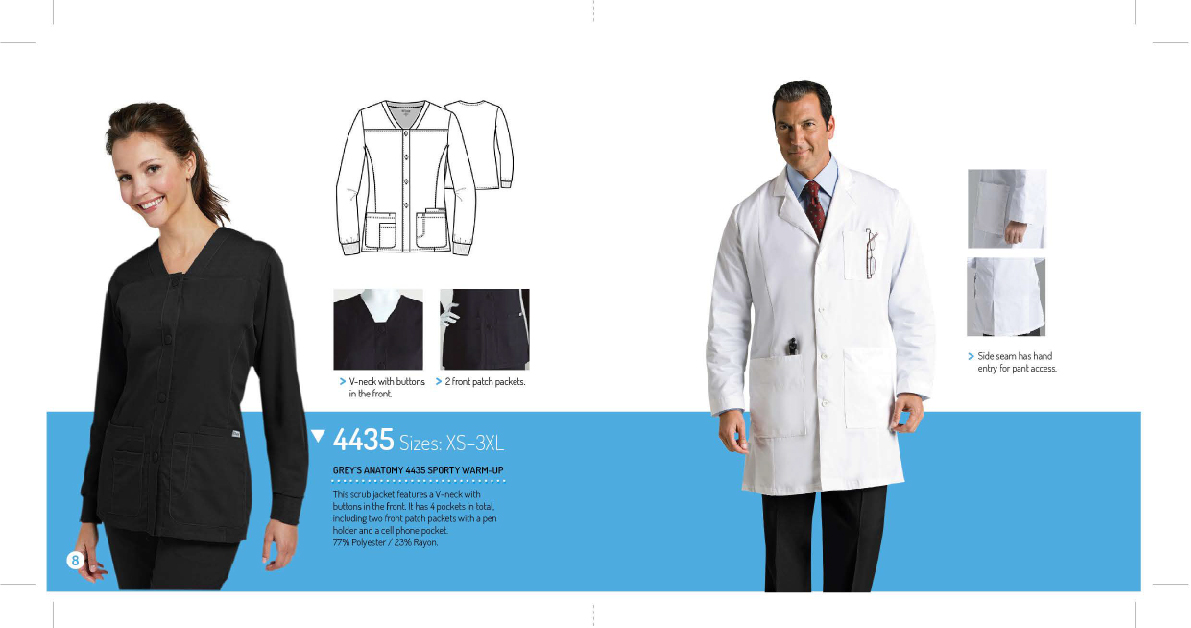 V-neck with buttons
in the front.
2 front patch packets.
Side seam has hand
entry for pant access.
4435 Sizes: XS-3XL
GREY'S ANATOMY 4435 SPORTY WARM-UP
This scrub jacket features a V-neck with
buttons in the front. It has 4 pockets in total,
including two front patch packets with a pen
holder and a cell phone pocket.
77% Polyester / 23% Rayon.
8